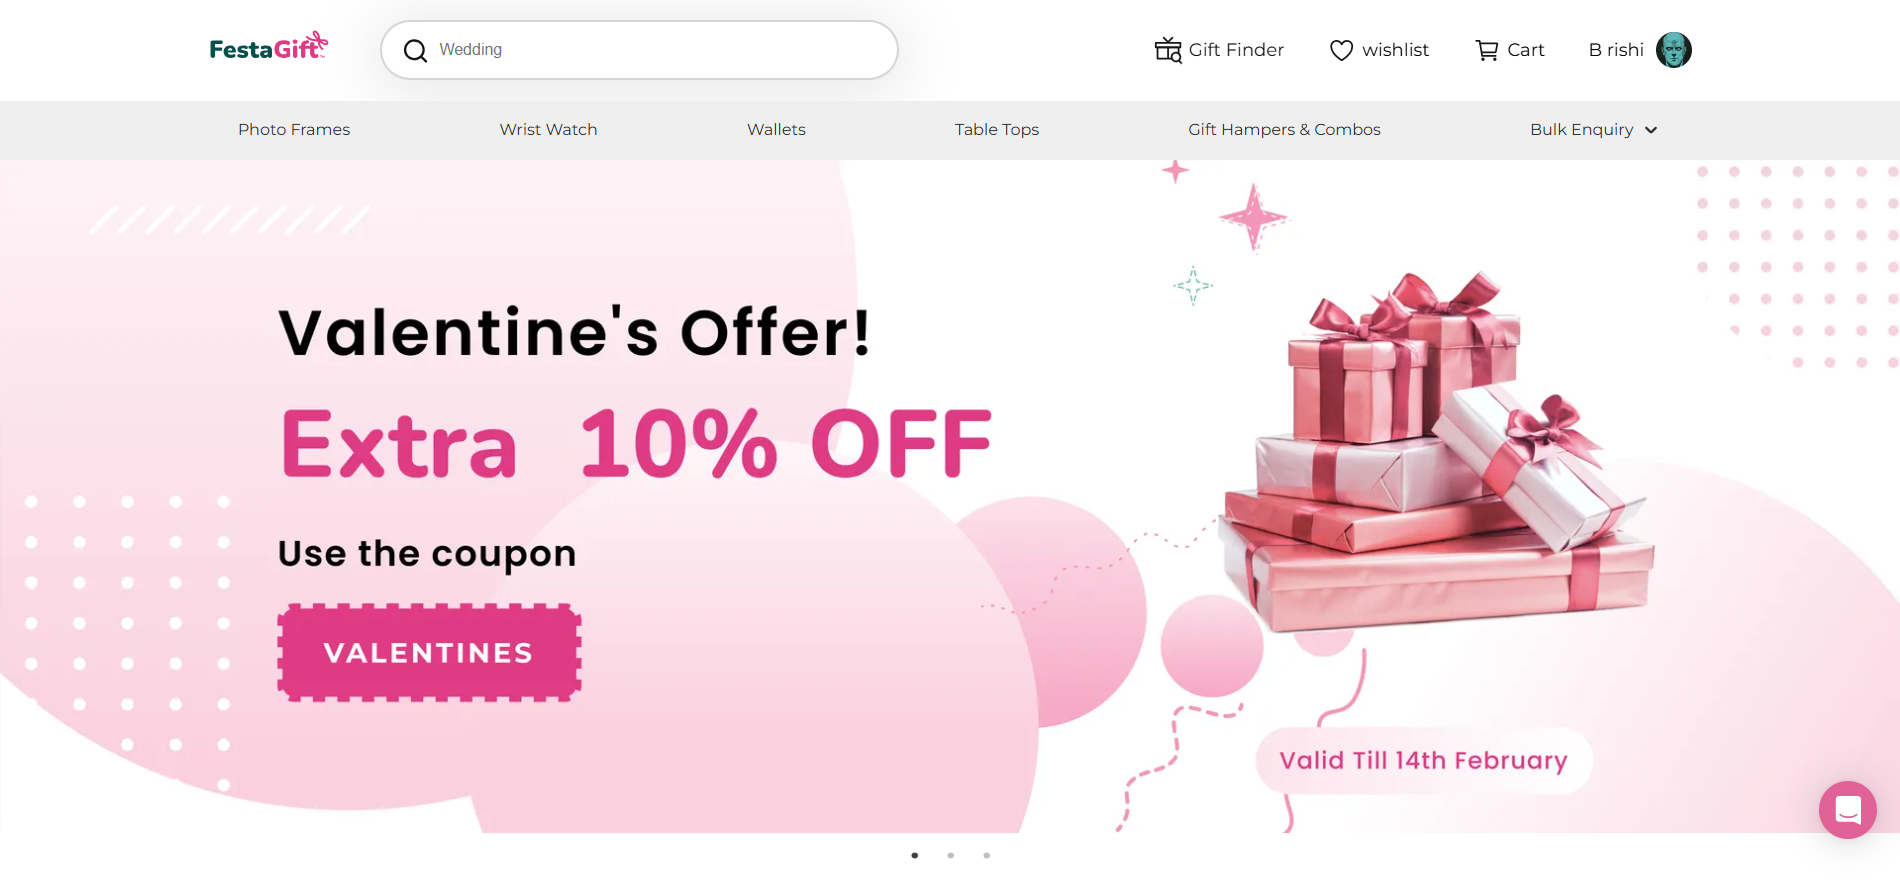 FestaGift
Wedding
Gift Finder
wishlist
Cart
B rishi
Photo Frames
Wrist Watch
Wallets
Table Tops
Gift Hampers & Combos
Bulk Enquiry
Valentine's Offer!
Extra 10% OFF
Use the coupon
VALENTINES
Valid Till 14th February